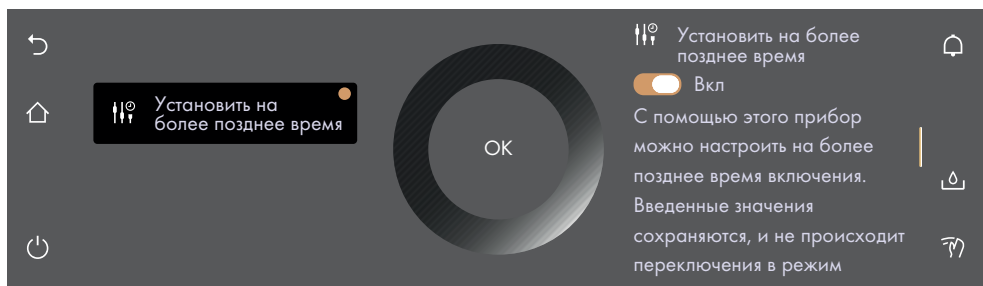 Установить на
более позднее время
OK
Установить на более
позднее время
Вкл
С помощью этого прибор
можно настроить на более
позднее время включения.
Введенные значения
сохраняются, и не происходит
переключения в режим